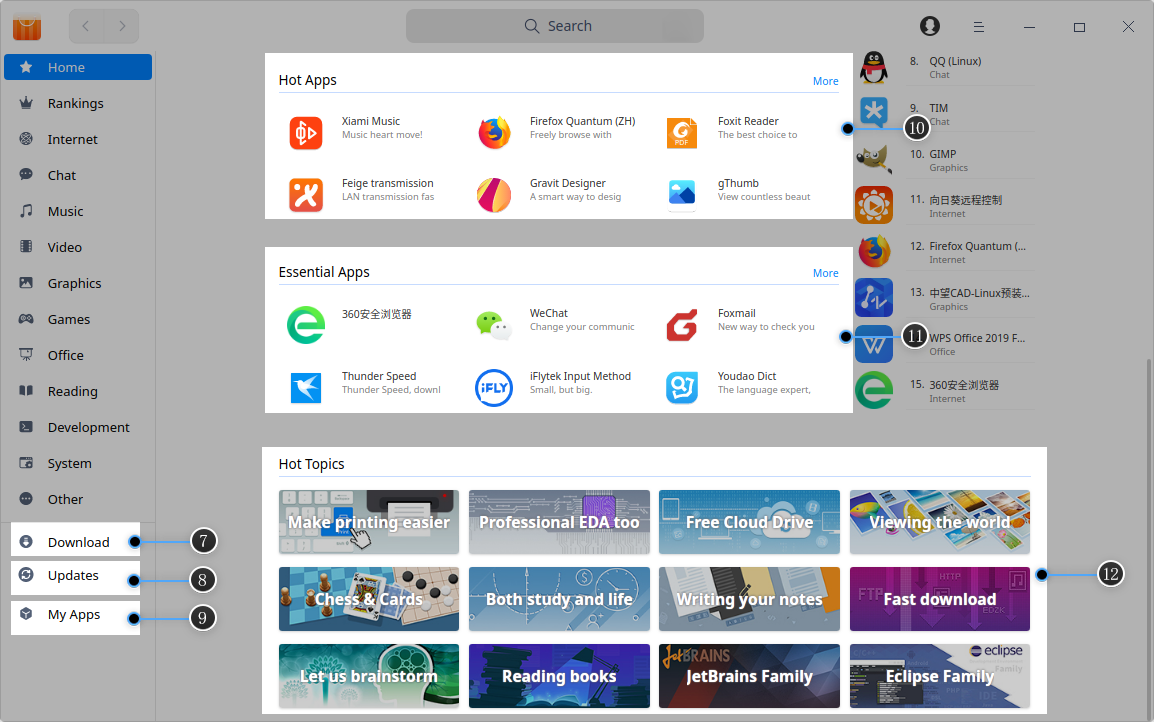 Search
Home
Rankings
Internet
Chat
Music
Video
Graphics
Games
Office
Reading
Development
System
Other
Download
Updates
My Apps
7
8
9
Hot Apps
More
Xiami Music
Music heart move!
Firefox Quantum (ZH)
Freely browse with
Foxit Reader
The best choice to
PDF
Feige transmission
LAN transmission fas
Gravit Designer
A smart way to desig
gThumb
View countless beaut
10
Essential Apps
More
360安全浏览器
WeChat
Change your communic
Foxmail
New way to check you
Thunder Speed
Thunder Speed, downl
iFLY
iFlytek Input Method
Small, but big.
Youdao Dict
The language expert,
11
8. QQ (Linux)
Chat
9. TIM
Chat
10. GIMP
Graphics
11. 向日葵远程控制
Internet
12. Firefox Quantum (...
Internet
13. 中望CAD-Linux预装...
Graphics
WPS Office 2019 F...
Office
15. 360安全浏览器
Internet
Hot Topics
Make printing easier
Professional EDA too
Free Cloud Drive
Viewing the world
Chess & Cards
Both study and life
Writing your notes
HTTP
FTP
ED2K
Fast download
Let us brainstorm
Reading books
JetBRAINS
JetBrains Family
eclipse
Family
Eclipse Family
12